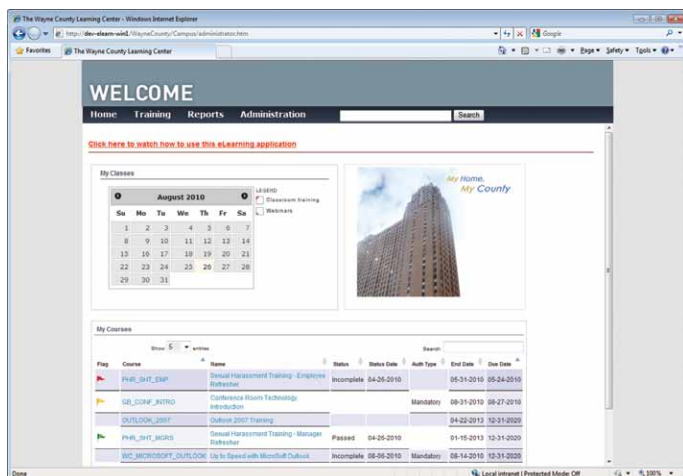 The Wayne County Learning Center - Windows Internet Explorer
http://dev-elearn-win1/WayneCounty/Campus/administrator.htm
Google
Favorites The Wayne County Learning Center
Page Safety Tools
WELCOME
Home Training Reports Administration Search
Click here to watch how to use this eLearning application
My Classes
August 2010
LEGEND
Classroom training
Webinars
Su Mo Tu We Th Fr Sa
1 2 3 4 5 6 7
8 9 10 11 12 13 14
15 16 17 18 19 20 21
22 23 24 25 26 27 28
29 30 31
My Home,
My County
My Courses
Show 5 entries Search
Flag Course Name Status Status Date Auth Type End Date Due Date
PHR_SHT_EMP Sexual Harassment Training - Employee Refresher Incomplete 04-26-2010 05-31-2010 05-24-2010
GB_CONF_INTRO Conference Room Technology Introduction Mandatory 08-31-2010 08-27-2010
OUTLOOK_2007 Outlook 2007 Training 04-22-2013 12-31-2020
PHR_SHT_MGRS Sexual Harassment Training - Manager Refresher Passed 04-26-2010 01-15-2013 12-31-2020
WC_MICROSOFT_OUTLOOK Up to Speed with MicroSoft Outlook Incomplete 08-06-2010 Mandatory 08-14-2010 12-31-2020
Done Local intranet | Protected Mode: Off 100%